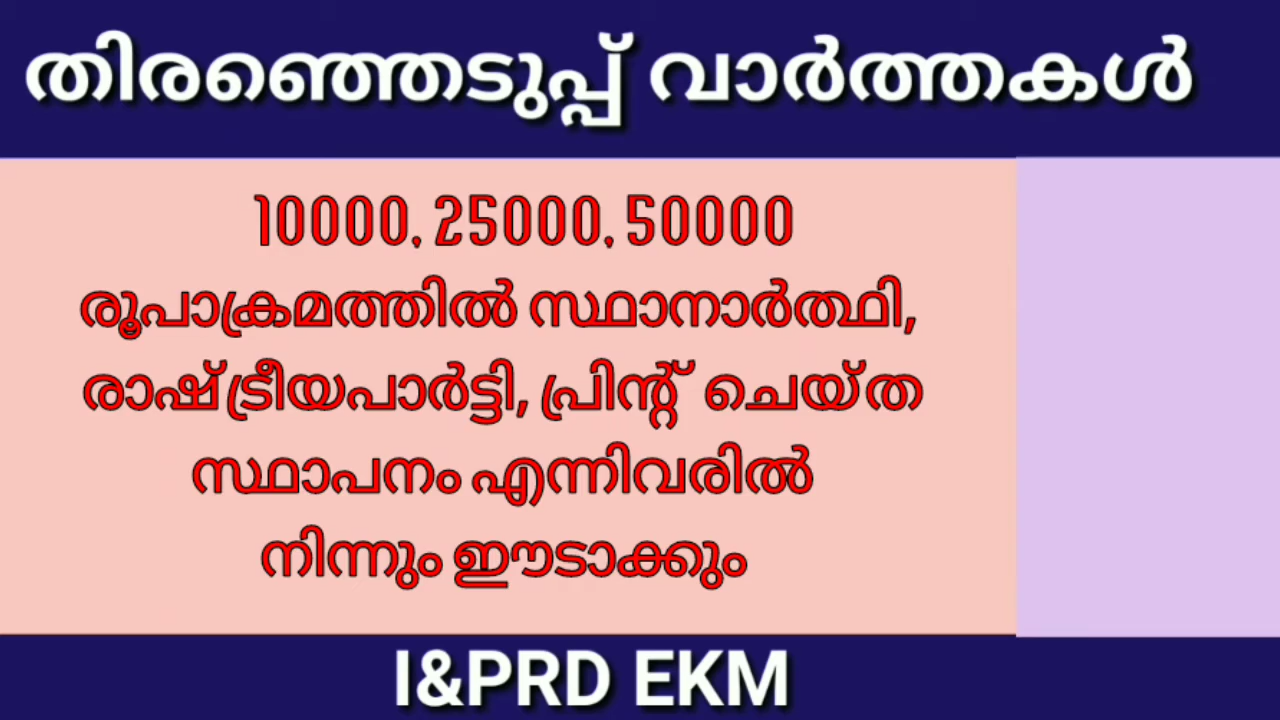 തിരഞ്ഞെടുപ്പ് വാർത്തകൾ
10000, 25000, 50000
രൂപാക്രമത്തിൽ സ്ഥാനാർത്ഥി,
രാഷ്ട്രീയപാർട്ടി, പ്രിന്റ് ചെയ്ത
സ്ഥാപനം എന്നിവരിൽ
നിന്നും ഈടാക്കും
I&PRD EKM